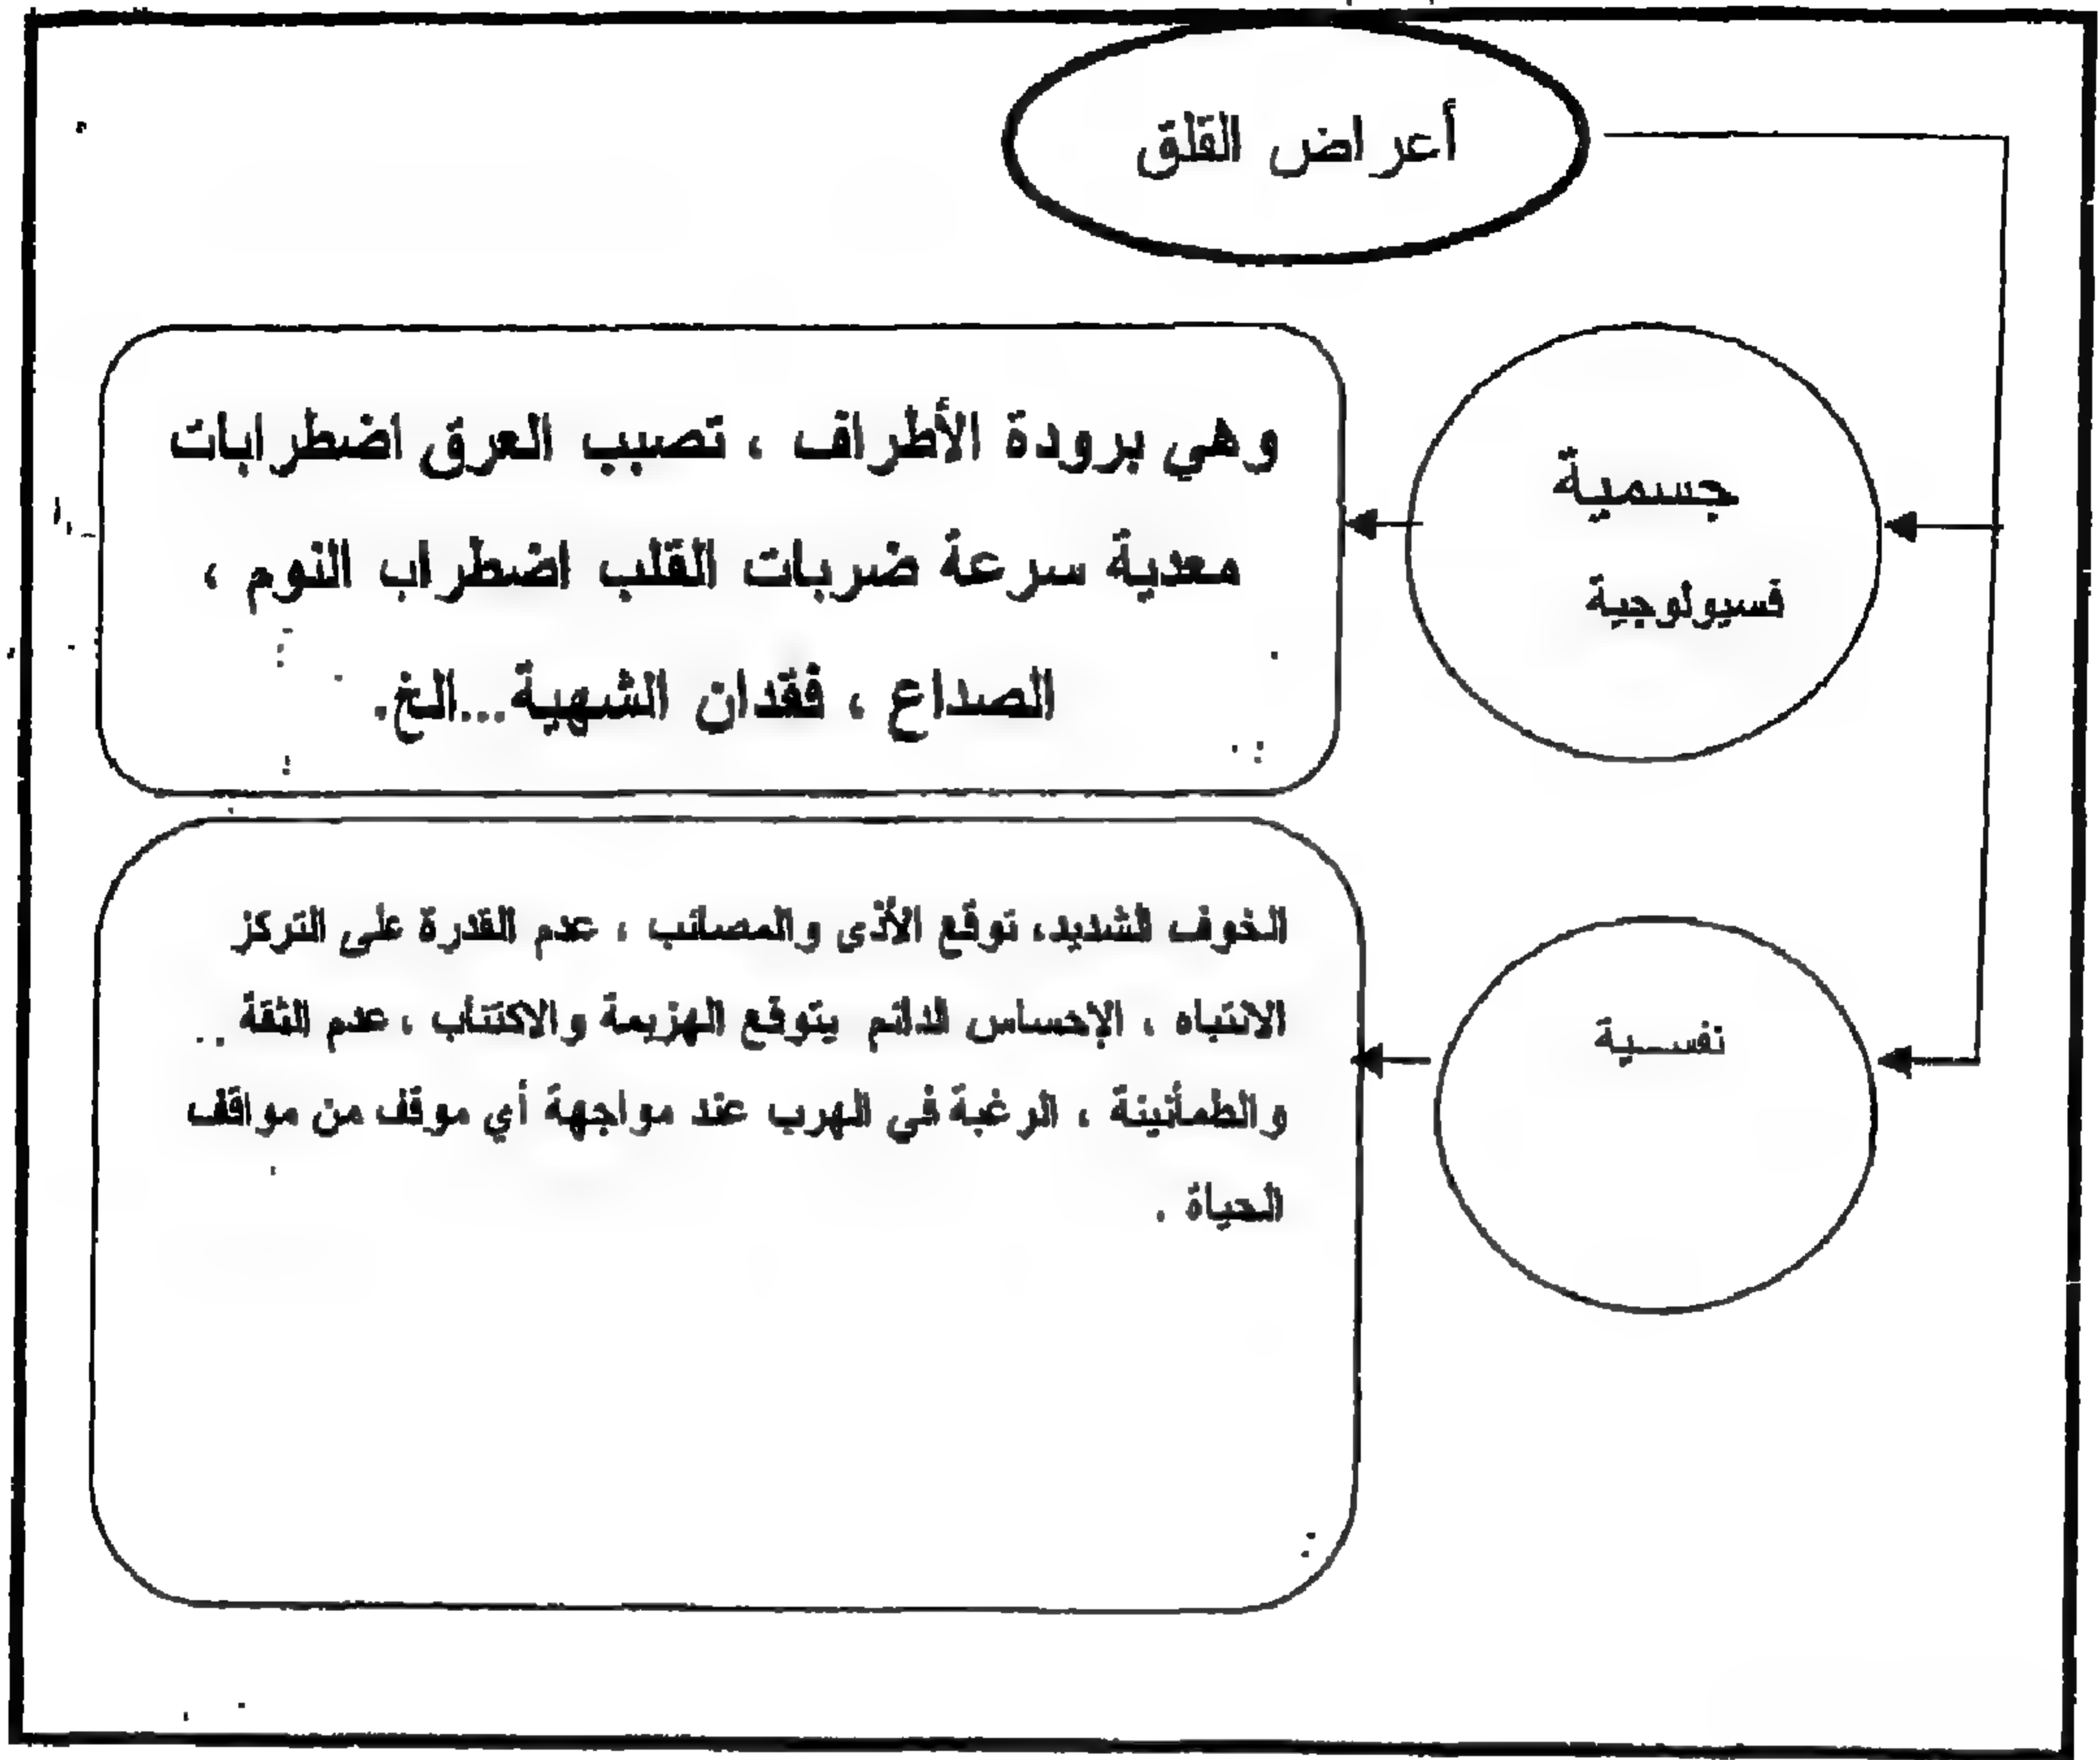 أعراض القلق
جسمية
فسيولوجية
وهي برودة الأطراف ، تصبب العرق اضطرابات
معدية سرعة ضربات القلب اضطراب النوم ،
الصداع ، فقدان الشهية...الخ.
نفسية
الخوف الشديد، توقع الأذى والمصائب ، عدم القدرة على التركز
الانتباه ، الإحساس الدائم يتوقع الهزيمة والاكتئاب ، عدم الثقة
والطمأنينة ، الرغبة في الهرب عند مواجهة أي موقف من مواقف
الحياة .